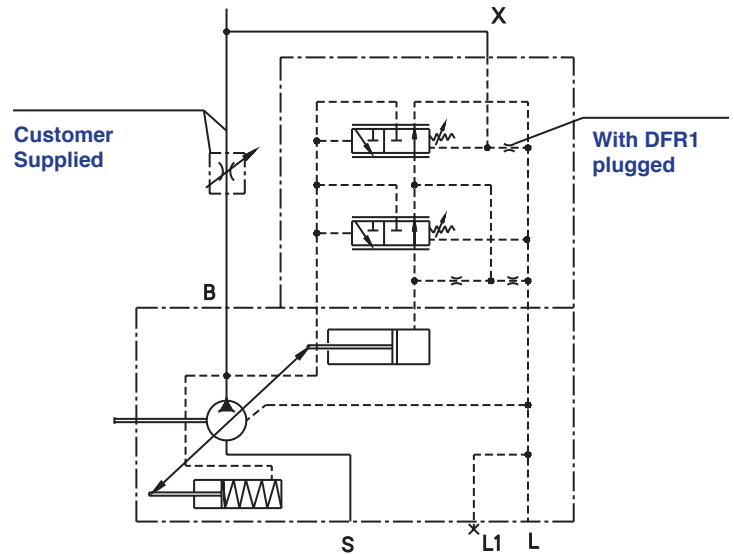 X
Customer
Supplied
With DFR1
plugged
B
S
L1
L